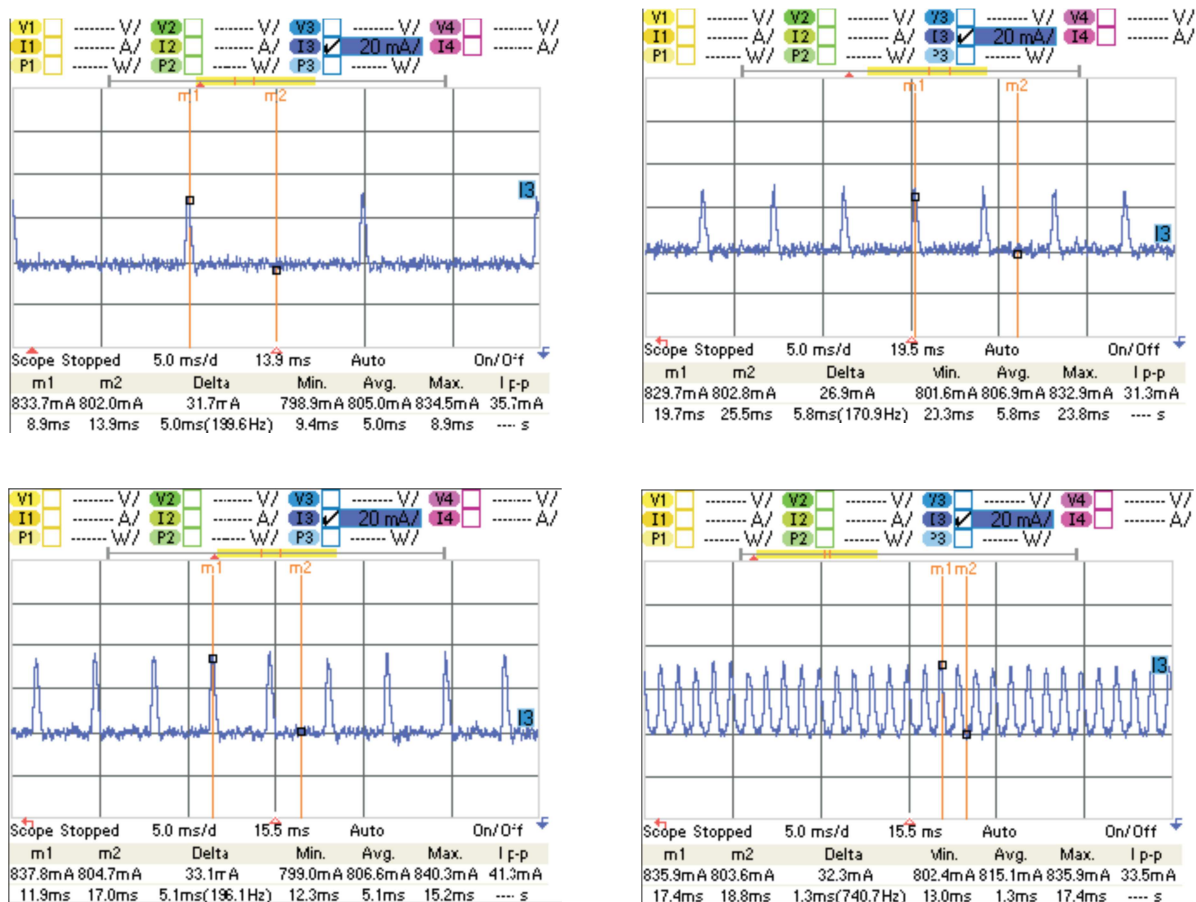 V1 ------ V/ V2 ------ V/ V3 ------ V/ V4 ------ V/
I1 ------ A/ I2 ------ A/ I3 ✓ 20 mA/ I4 ------ A/
P1 ------ W/ P2 ------ W/ P3 ------ W/
m1 m2
I3
Scope Stopped 5.0 ms/d 13.9 ms Auto On/Off
m1 m2 Delta Min. Avg. Max. I p-p
833.7mA 802.0mA 31.7mA 798.9mA 805.0mA 834.5mA 35.7mA
8.9ms 13.9ms 5.0ms(199.6Hz) 9.4ms 5.0ms 8.9ms ---- s
V1 ------ V/ V2 ------ V/ V3 ------ V/ V4 ------ V/
I1 ------ A/ I2 ------ A/ I3 ✓ 20 mA/ I4 ------ A/
P1 ------ W/ P2 ------ W/ P3 ------ W/
m1 m2
I3
Scope Stopped 5.0 ms/d 19.5 ms Auto On/Off
m1 m2 Delta Min. Avg. Max. I p-p
829.7mA 802.8mA 26.9mA 801.6mA 806.9mA 832.9mA 31.3mA
19.7ms 25.5ms 5.8ms(170.9Hz) 23.3ms 5.8ms 23.8ms ---- s
V1 ------ V/ V2 ------ V/ V3 ------ V/ V4 ------ V/
I1 ------ A/ I2 ------ A/ I3 ✓ 20 mA/ I4 ------ A/
P1 ------ W/ P2 ------ W/ P3 ------ W/
m1 m2
I3
Scope Stopped 5.0 ms/d 15.5 ms Auto On/Off
m1 m2 Delta Min. Avg. Max. I p-p
837.8mA 804.7mA 33.1mA 799.0mA 806.6mA 840.3mA 41.3mA
11.9ms 17.0ms 5.1ms(196.1Hz) 12.3ms 5.1ms 15.2ms ---- s
V1 ------ V/ V2 ------ V/ V3 ------ V/ V4 ------ V/
I1 ------ A/ I2 ------ A/ I3 ✓ 20 mA/ I4 ------ A/
P1 ------ W/ P2 ------ W/ P3 ------ W/
m1 m2
I3
Scope Stopped 5.0 ms/d 15.5 ms Auto On/Off
m1 m2 Delta Min. Avg. Max. I p-p
835.9mA 803.6mA 32.3mA 802.4mA 815.1mA 835.9mA 33.5mA
17.4ms 18.8ms 1.3ms(740.7Hz) 13.0ms 1.3ms 17.4ms ---- s